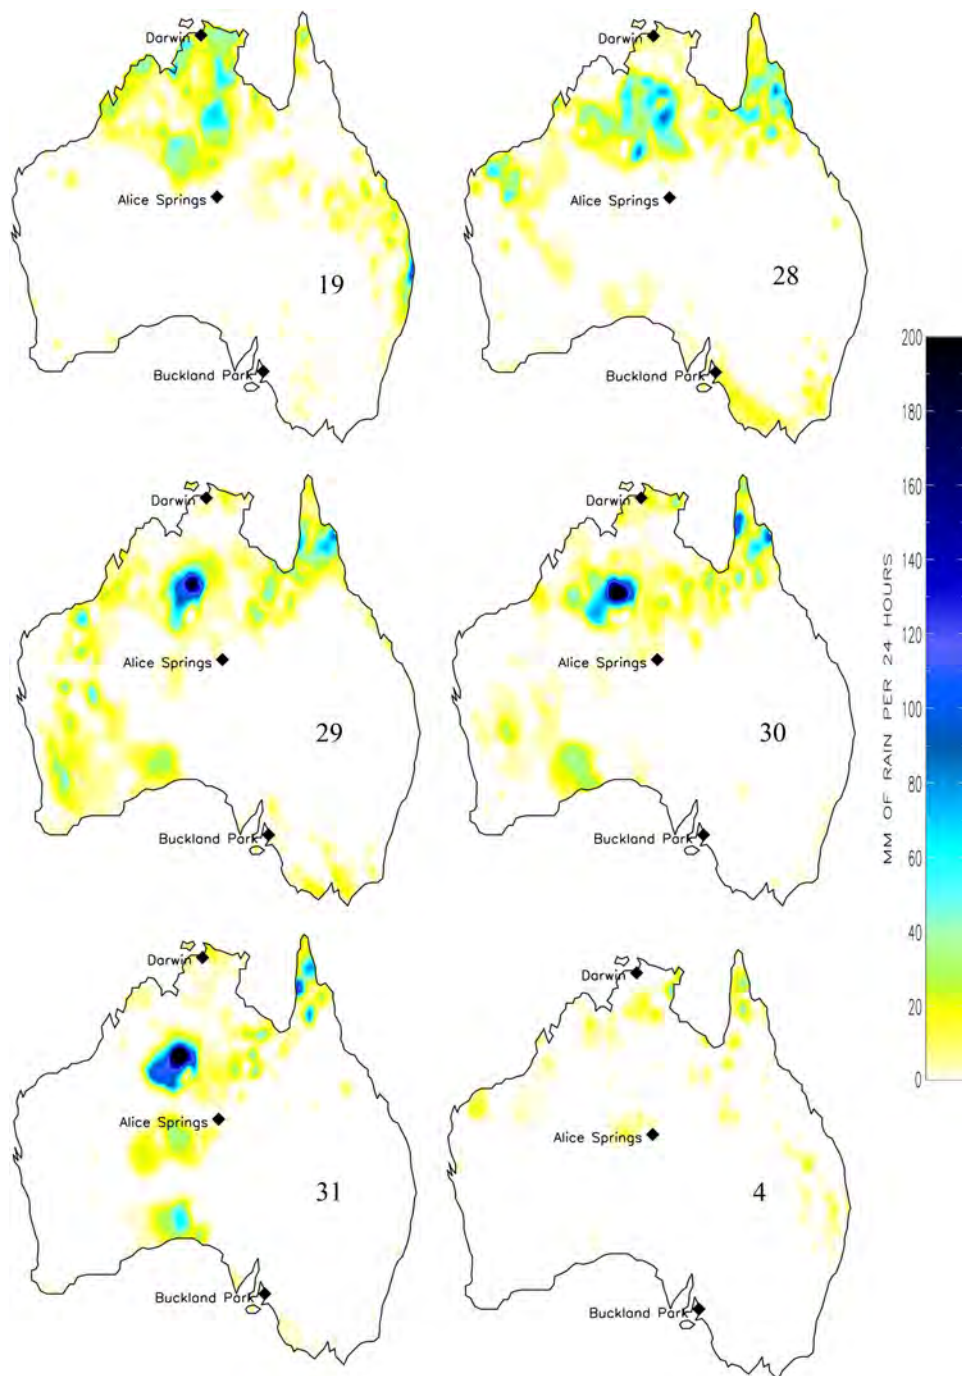 Darwin
Alice Springs
19
Buckland Park
Darwin
Alice Springs
28
Buckland Park
Darwin
Alice Springs
29
Buckland Park
Darwin
Alice Springs
30
Buckland Park
Darwin
Alice Springs
31
Buckland Park
Darwin
Alice Springs
4
Buckland Park
MM OF RAIN PER 24 HOURS
200
180
160
140
120
100
80
60
40
20
0